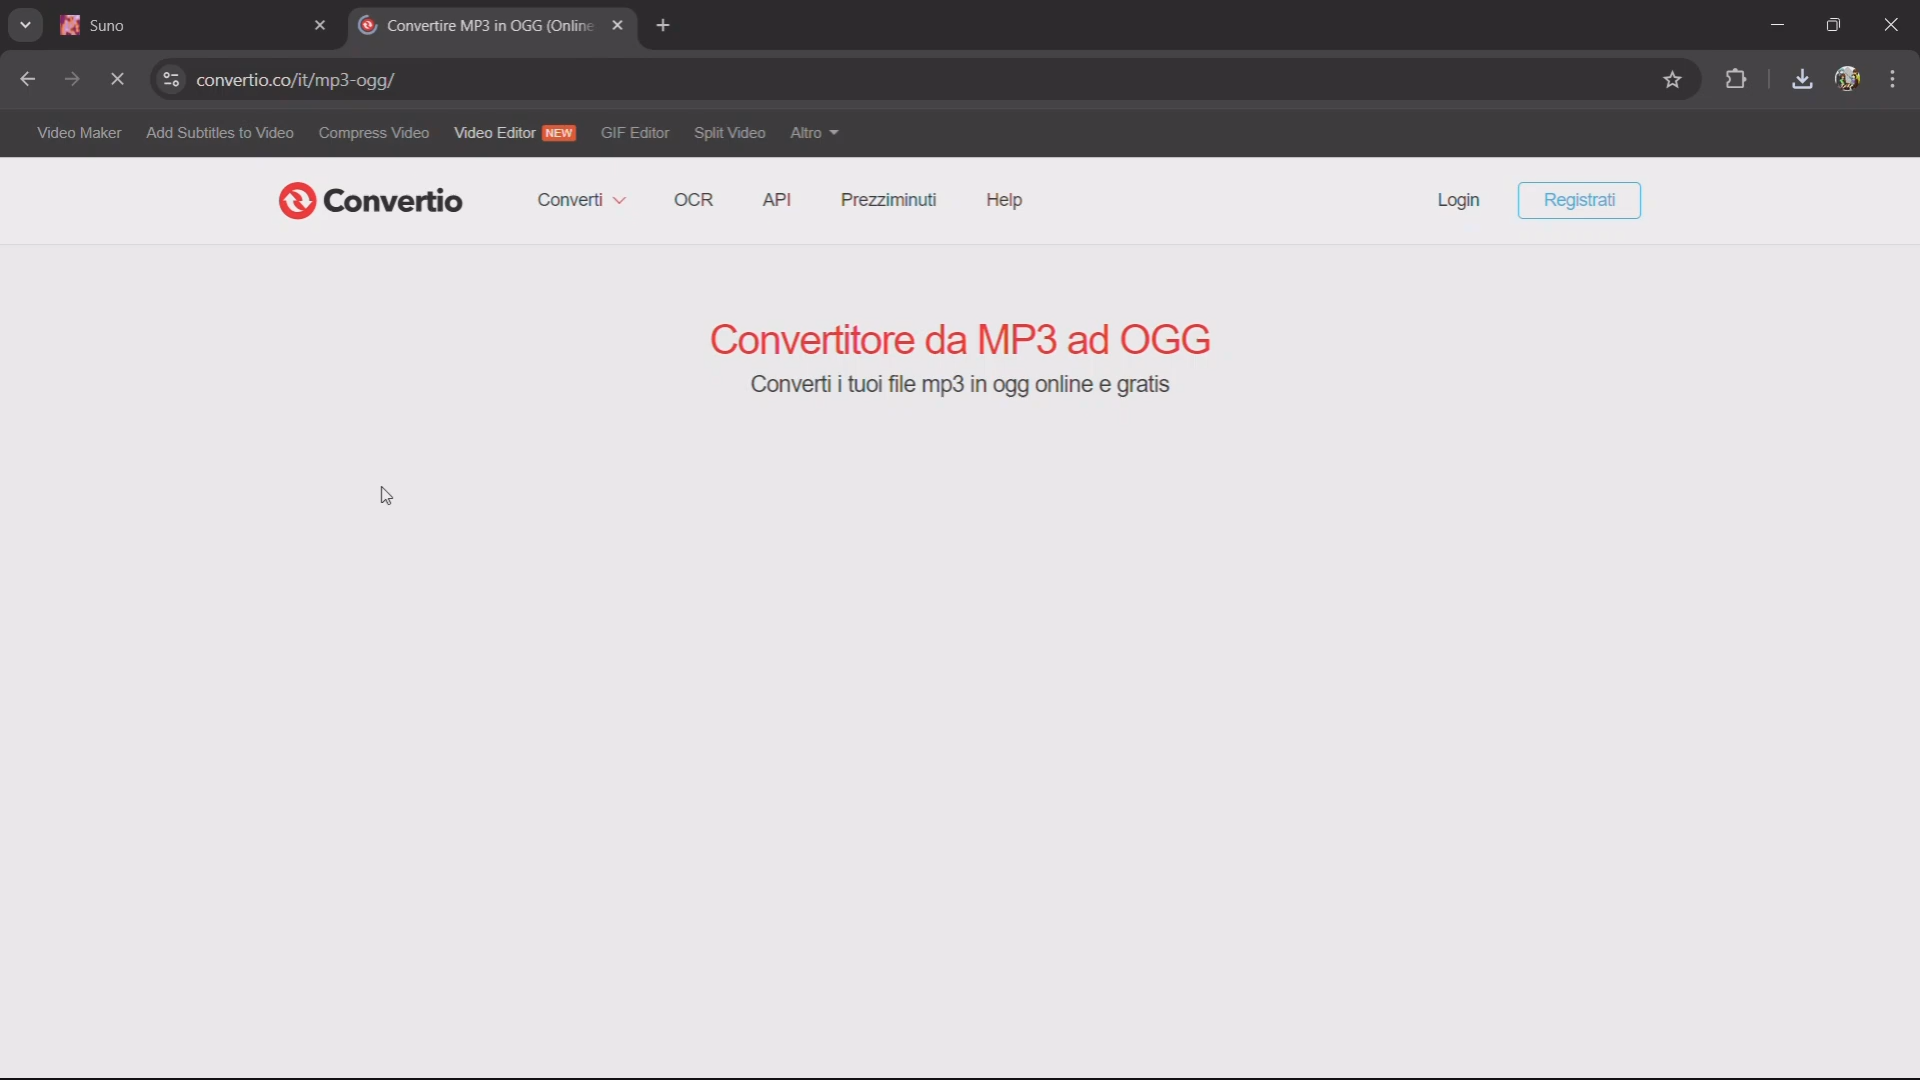 Suno
Convertire MP3 in OGG (Online
convertio.co/it/mp3-ogg/
Video Maker Add Subtitles to Video Compress Video Video Editor NEW GIF Editor Split Video Altro
Convertio Converti OCR API Prezziminuti Help Login Registrati
Convertitore da MP3 ad OGG
Converti i tuoi file mp3 in ogg online e gratis